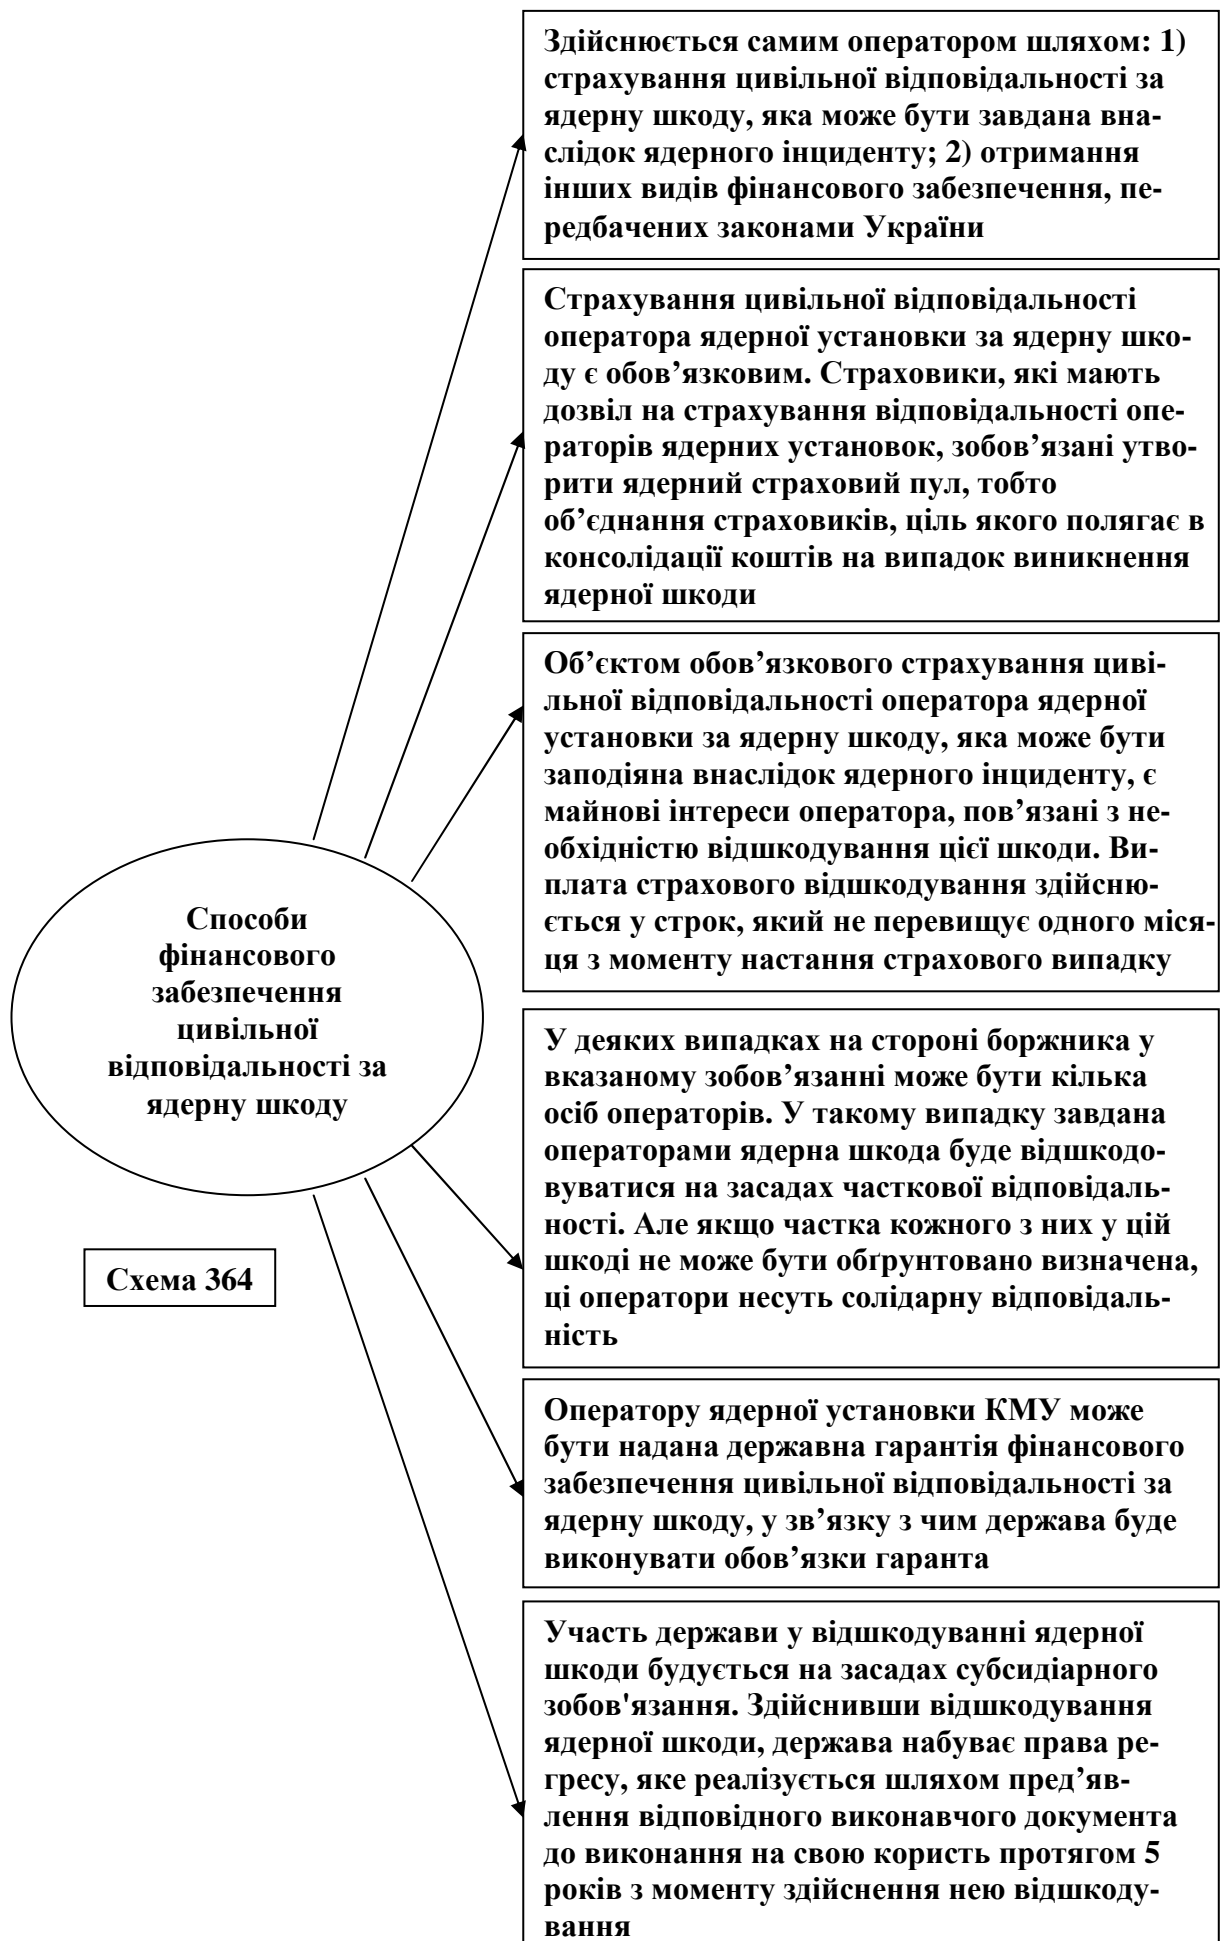 Здійснюється самим оператором шляхом: 1)
страхування цивільної відповідальності за
ядерну шкоду, яка може бути завдана вна-
слідок ядерного інциденту; 2) отримання
інших видів фінансового забезпечення, пе-
редбачених законами України
Страхування цивільної відповідальності
оператора ядерної установки за ядерну шко-
ду є обов’язковим. Страховики, які мають
дозвіл на страхування відповідальності опе-
раторів ядерних установок, зобов’язані утво-
рити ядерний страховий пул, тобто
об’єднання страховиків, ціль якого полягає в
консолідації коштів на випадок виникнення
ядерної шкоди
Об’єктом обов’язкового страхування циві-
льної відповідальності оператора ядерної
установки за ядерну шкоду, яка може бути
заподіяна внаслідок ядерного інциденту, є
майнові інтереси оператора, пов’язані з не-
обхідністю відшкодування цієї шкоди. Ви-
плата страхового відшкодування здійсню-
ється у строк, який не перевищує одного міся-
ця з моменту настання страхового випадку
Способи
фінансового
забезпечення
цивільної
відповідальності за
ядерну шкоду
У деяких випадках на стороні боржника у
вказаному зобов’язанні може бути кілька
осіб операторів. У такому випадку завдана
операторами ядерна шкода буде відшкодо-
вуватися на засадах часткової відповідаль-
ності. Але якщо частка кожного з них у цій
шкоді не може бути обґрунтовано визначена,
ці оператори несуть солідарну відповідаль-
ність
Схема 364
Оператору ядерної установки КМУ може
бути надана державна гарантія фінансового
забезпечення цивільної відповідальності за
ядерну шкоду, у зв’язку з чим держава буде
виконувати обов’язки гаранта
Участь держави у відшкодуванні ядерної
шкоди будується на засадах субсидіарного
зобов'язання. Здійснивши відшкодування
ядерної шкоди, держава набуває права ре-
гресу, яке реалізується шляхом пред’яв-
лення відповідного виконавчого документа
до виконання на свою користь протягом 5
років з моменту здійснення нею відшкоду-
вання